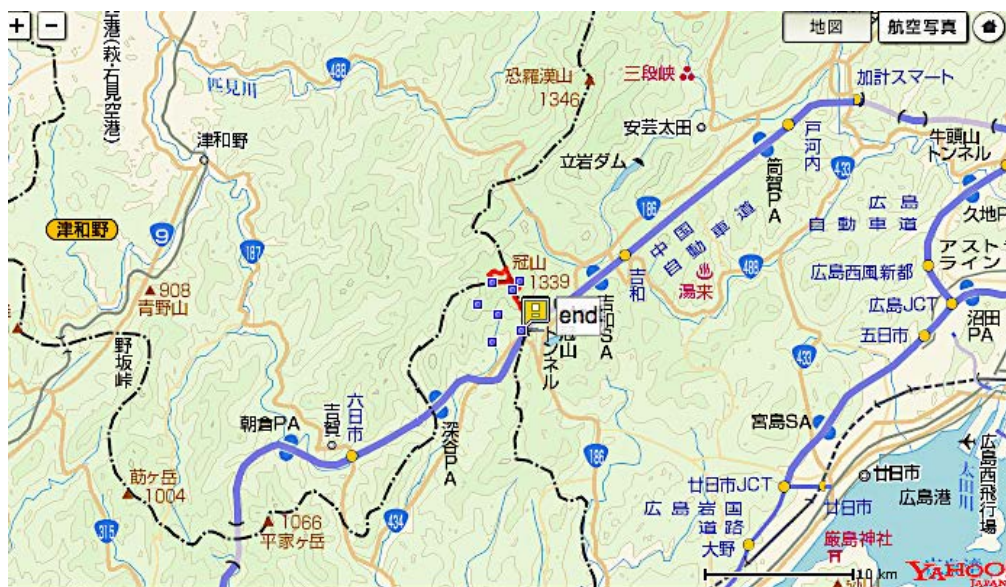 + −
地図
航空写真
空港(萩・石見空港)
匹見川
488
恐羅漢山
1346
三段峡
加計スマート
津和野
安芸太田
戸河内
牛頭山
トンネル
立岩ダム
筒賀PA
433
186
広島
自動車道
久地P
津和野
9
187
中国
自動車道
アスト
ライン
冠山
1339
吉和
湯来
488
広島西風新都
908
青野山
end
吉和SA
広島JCT
沼田
PA
野坂峠
冠山
トンネル
五日市
433
六日市
朝倉PA
吉賀
深谷PA
宮島SA
186
廿日市JCT
廿日市
広島西飛行場
太田川
莇ヶ岳
1004
広島岩国
道路
廿日市
広島港
315
1066
平家ヶ岳
434
大野
厳島神社
10 km
YAHOO!
JAPAN